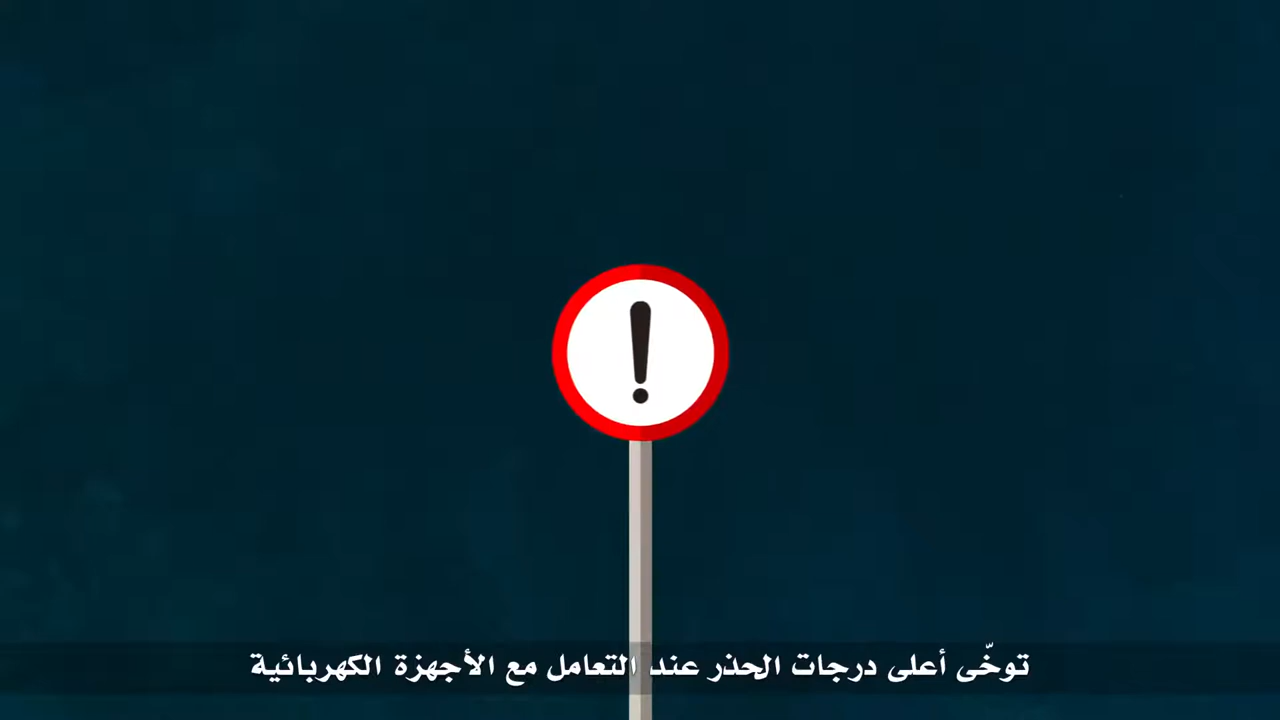 توخّى أعلى درجات الحذر عند التعامل مع الأجهزة الكهربائية